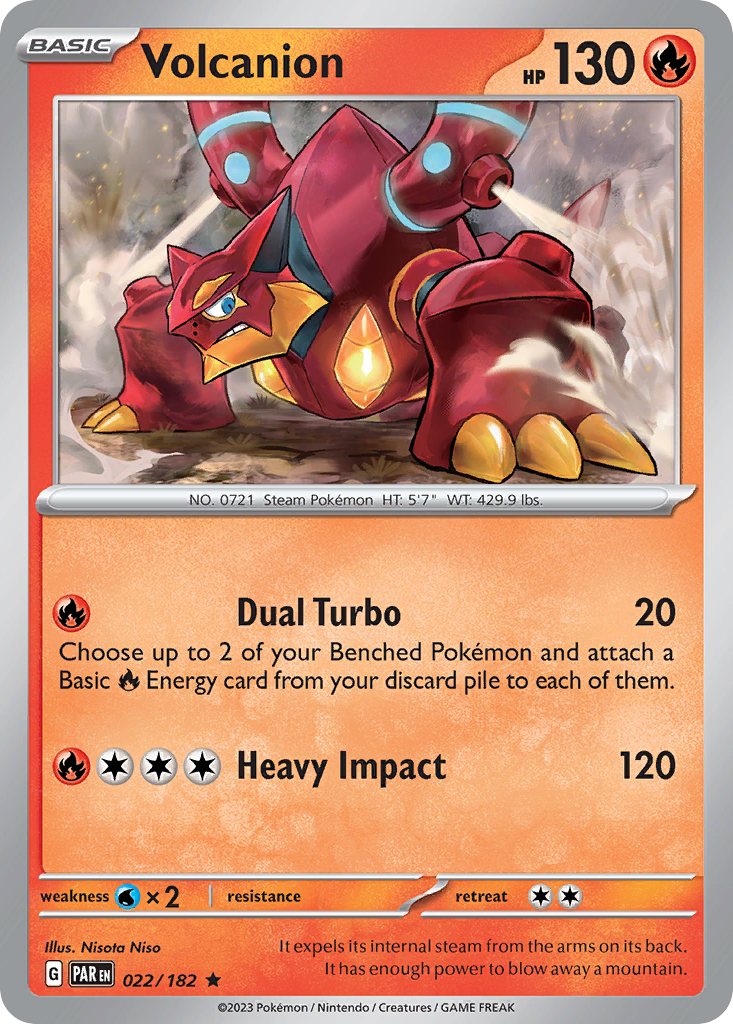 BASIC Volcanion HP 130
NO. 0721 Steam Pokémon HT: 5'7" WT: 429.9 lbs.
Dual Turbo 20
Choose up to 2 of your Benched Pokémon and attach a
Basic Energy card from your discard pile to each of them.
Heavy Impact 120
weakness ×2 resistance retreat
Illus. Nisota Niso
It expels its internal steam from the arms on its back.
It has enough power to blow away a mountain.
G PAR EN 022/182 ★
©2023 Pokémon / Nintendo / Creatures / GAME FREAK